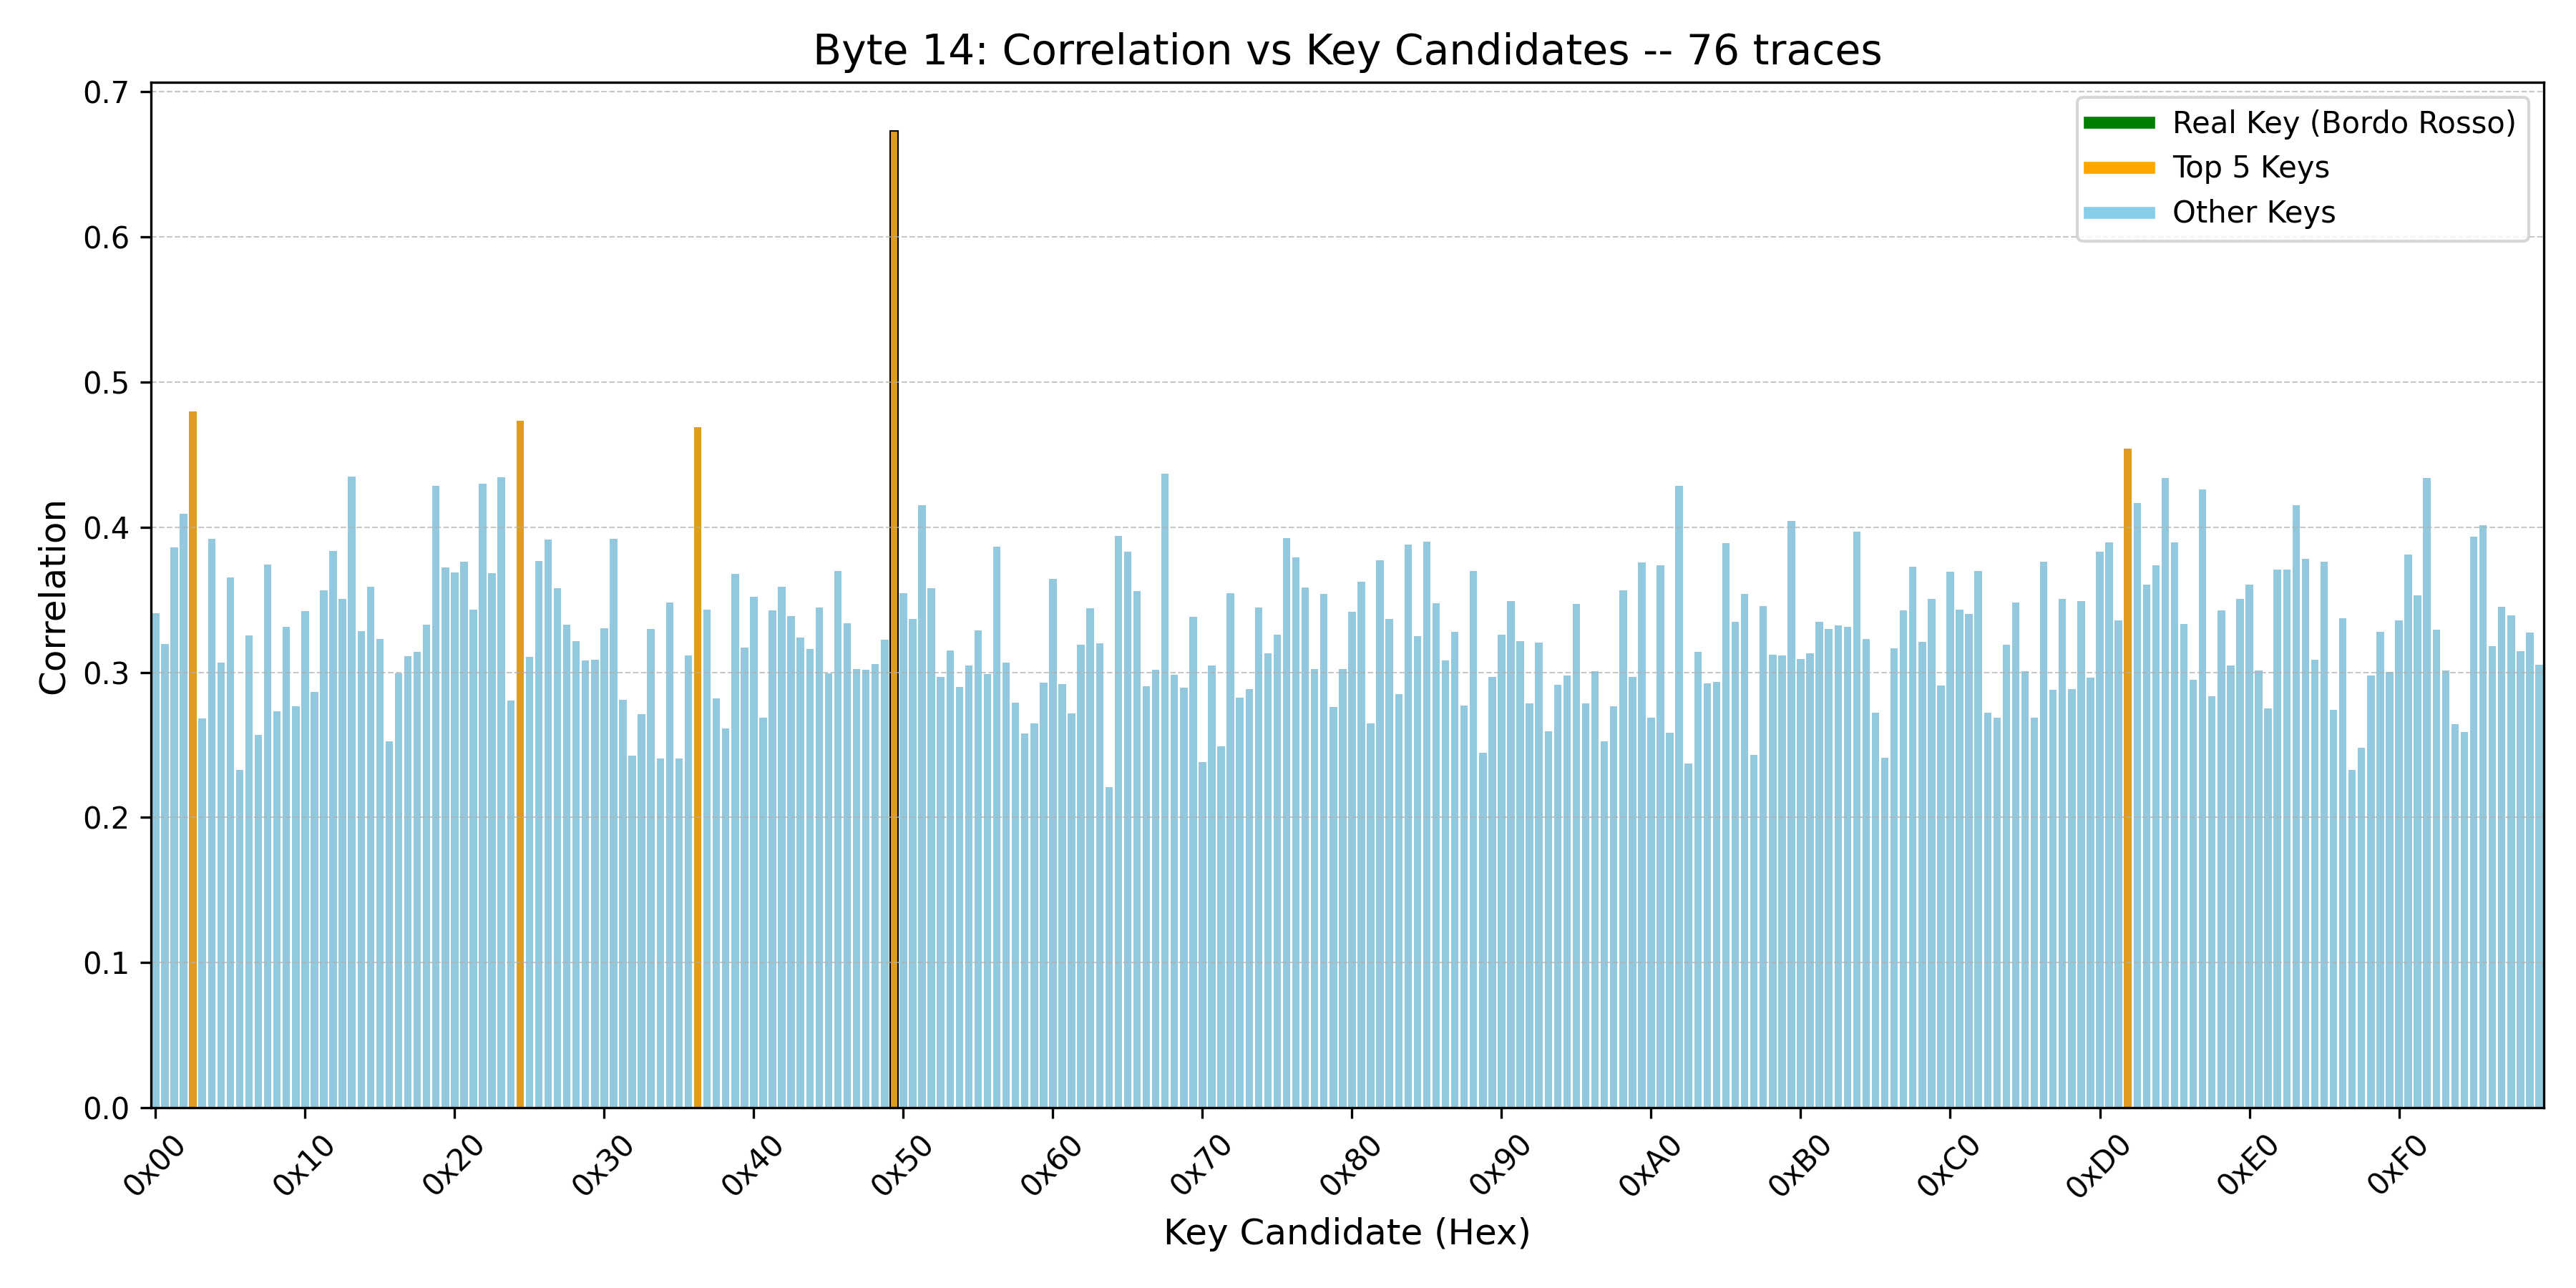 Byte 14: Correlation vs Key Candidates -- 76 traces
Real Key (Bordo Rosso)
Top 5 Keys
Other Keys
Correlation
0.7
0.6
0.5
0.4
0.3
0.2
0.1
0.0
0x00 0x10 0x20 0x30 0x40 0x50 0x60 0x70 0x80 0x90 0xA0 0xB0 0xC0 0xD0 0xE0 0xF0
Key Candidate (Hex)